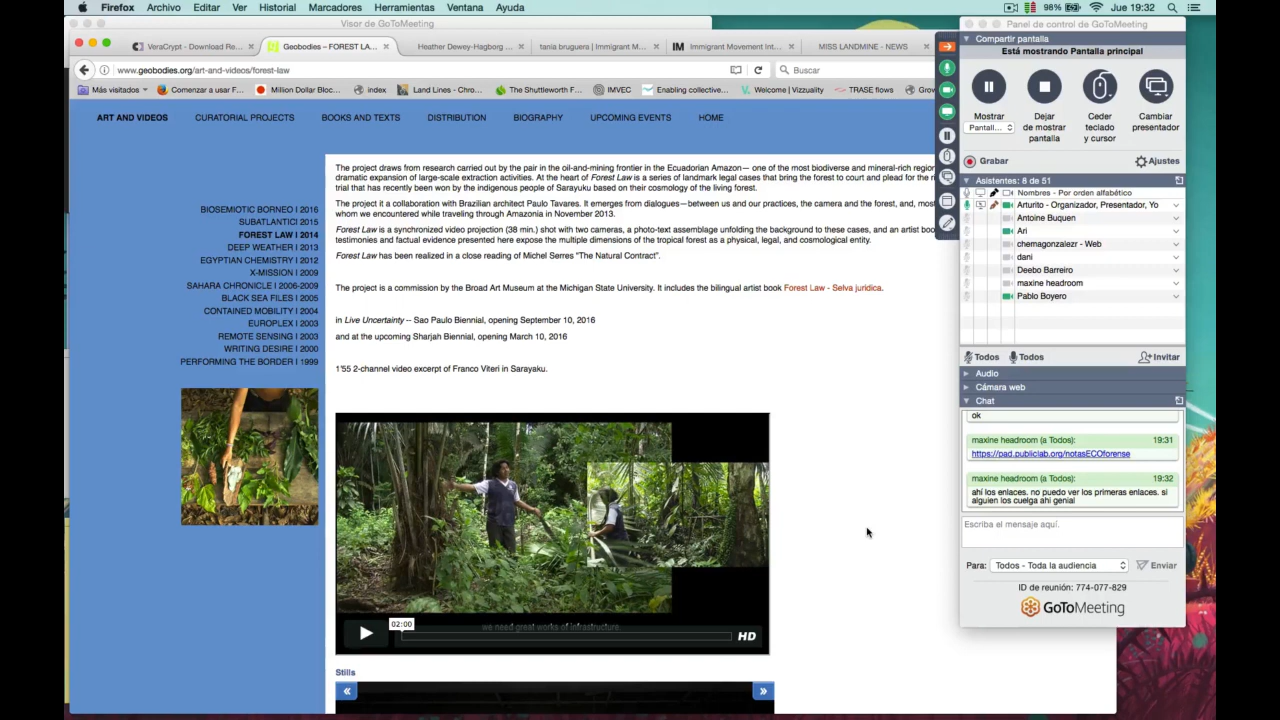 Firefox Archivo Editar Ver Historial Marcadores Herramientas Ventana Ayuda
98% Jue 19:32
Visor de GoToMeeting
Panel de control de GoToMeeting
VeraCrypt - Download Re...
Geobodies – FOREST LA...
Heather Dewey-Hagborg ...
tania bruguera | Immigrant M...
IM Immigrant Movement Int...
MISS LANDMINE - NEWS
www.geobodies.org/art-and-videos/forest-law
Buscar
Más visitados
Comenzar a usar F...
Million Dollar Bloc...
index
Land Lines - Chro...
The Shuttleworth F...
IMVEC
Enabling collective...
Welcome | Vizzuality
TRASE flows
Grow
ART AND VIDEOS CURATORIAL PROJECTS BOOKS AND TEXTS DISTRIBUTION BIOGRAPHY UPCOMING EVENTS HOME
BIOSEMIOTIC BORNEO I 2016
SUBATLANTIC I 2015
FOREST LAW I 2014
DEEP WEATHER I 2013
EGYPTIAN CHEMISTRY I 2012
X-MISSION I 2009
SAHARA CHRONICLE I 2006-2009
BLACK SEA FILES I 2005
CONTAINED MOBILITY I 2004
EUROPLEX I 2003
REMOTE SENSING I 2003
WRITING DESIRE I 2000
PERFORMING THE BORDER I 1999
The project draws from research carried out by the pair in the oil-and-mining frontier in the Ecuadorian Amazon— one of the most biodiverse and mineral-rich region
dramatic expansion of large-scale extraction activities. At the heart of Forest Law is a series of landmark legal cases that bring the forest to court and plead for the ri
trial that has recently been won by the indigenous people of Sarayuku based on their cosmology of the living forest.
The project it a collaboration with Brazilian architect Paulo Tavares. It emerges from dialogues—between us and our practices, the camera and the forest, and, most
whom we encountered while traveling through Amazonia in November 2013.
Forest Law is a synchronized video projection (38 min.) shot with two cameras, a photo-text assemblage unfolding the background to these cases, and an artist boo
testimonies and factual evidence presented here expose the multiple dimensions of the tropical forest as a physical, legal, and cosmological entity.
Forest Law has been realized in a close reading of Michel Serres "The Natural Contract".
The project is a commission by the Broad Art Museum at the Michigan State University. It includes the bilingual artist book Forest Law - Selva jurídica.
in Live Uncertainty -- Sao Paulo Biennial, opening September 10, 2016
and at the upcoming Sharjah Biennial, opening March 10, 2016
1'55 2-channel video excerpt of Franco Viteri in Sarayaku.
we need great works of infrastructure.
02:00
HD
Stills
« »
Compartir pantalla
Está mostrando Pantalla principal
Mostrar
Pantall...
Dejar
de mostrar
pantalla
Ceder
teclado
y cursor
Cambiar
presentador
Grabar
Ajustes
Asistentes: 8 de 51
Nombres - Por orden alfabético
Arturito - Organizador, Presentador, Yo
Antoine Buquen
Ari
chemagonzalezr - Web
dani
Deebo Barreiro
maxine headroom
Pablo Boyero
Todos
Todos
Invitar
Audio
Cámara web
Chat
ok
maxine headroom (a Todos): 19:31
https://pad.publiclab.org/notasECOforense
maxine headroom (a Todos): 19:32
ahí los enlaces. no puedo ver los primeras enlaces. si
alguien los cuelga ahi genial
Escriba el mensaje aquí.
Para: Todos - Toda la audiencia Enviar
ID de reunión: 774-077-829
GoToMeeting